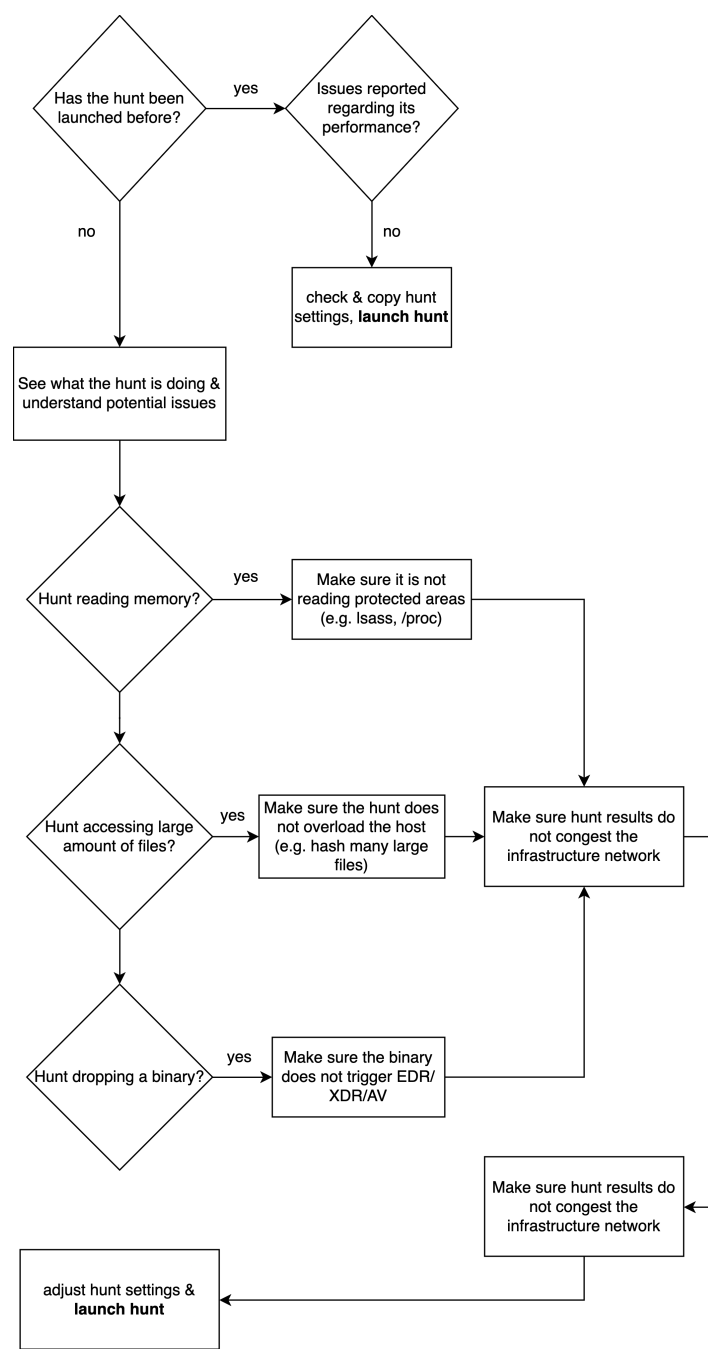 Has the hunt been
launched before?
yes
Issues reported
regarding its
performance?
no
no
check & copy hunt
settings, launch hunt
See what the hunt is doing &
understand potential issues
Hunt reading memory?
yes
Make sure it is not
reading protected areas
(e.g. lsass, /proc)
Hunt accessing large
amount of files?
yes
Make sure the hunt does
not overload the host
(e.g. hash many large
files)
Make sure hunt results do
not congest the
infrastructure network
Hunt dropping a binary?
yes
Make sure the binary
does not trigger EDR/
XDR/AV
Make sure hunt results do
not congest the
infrastructure network
adjust hunt settings &
launch hunt